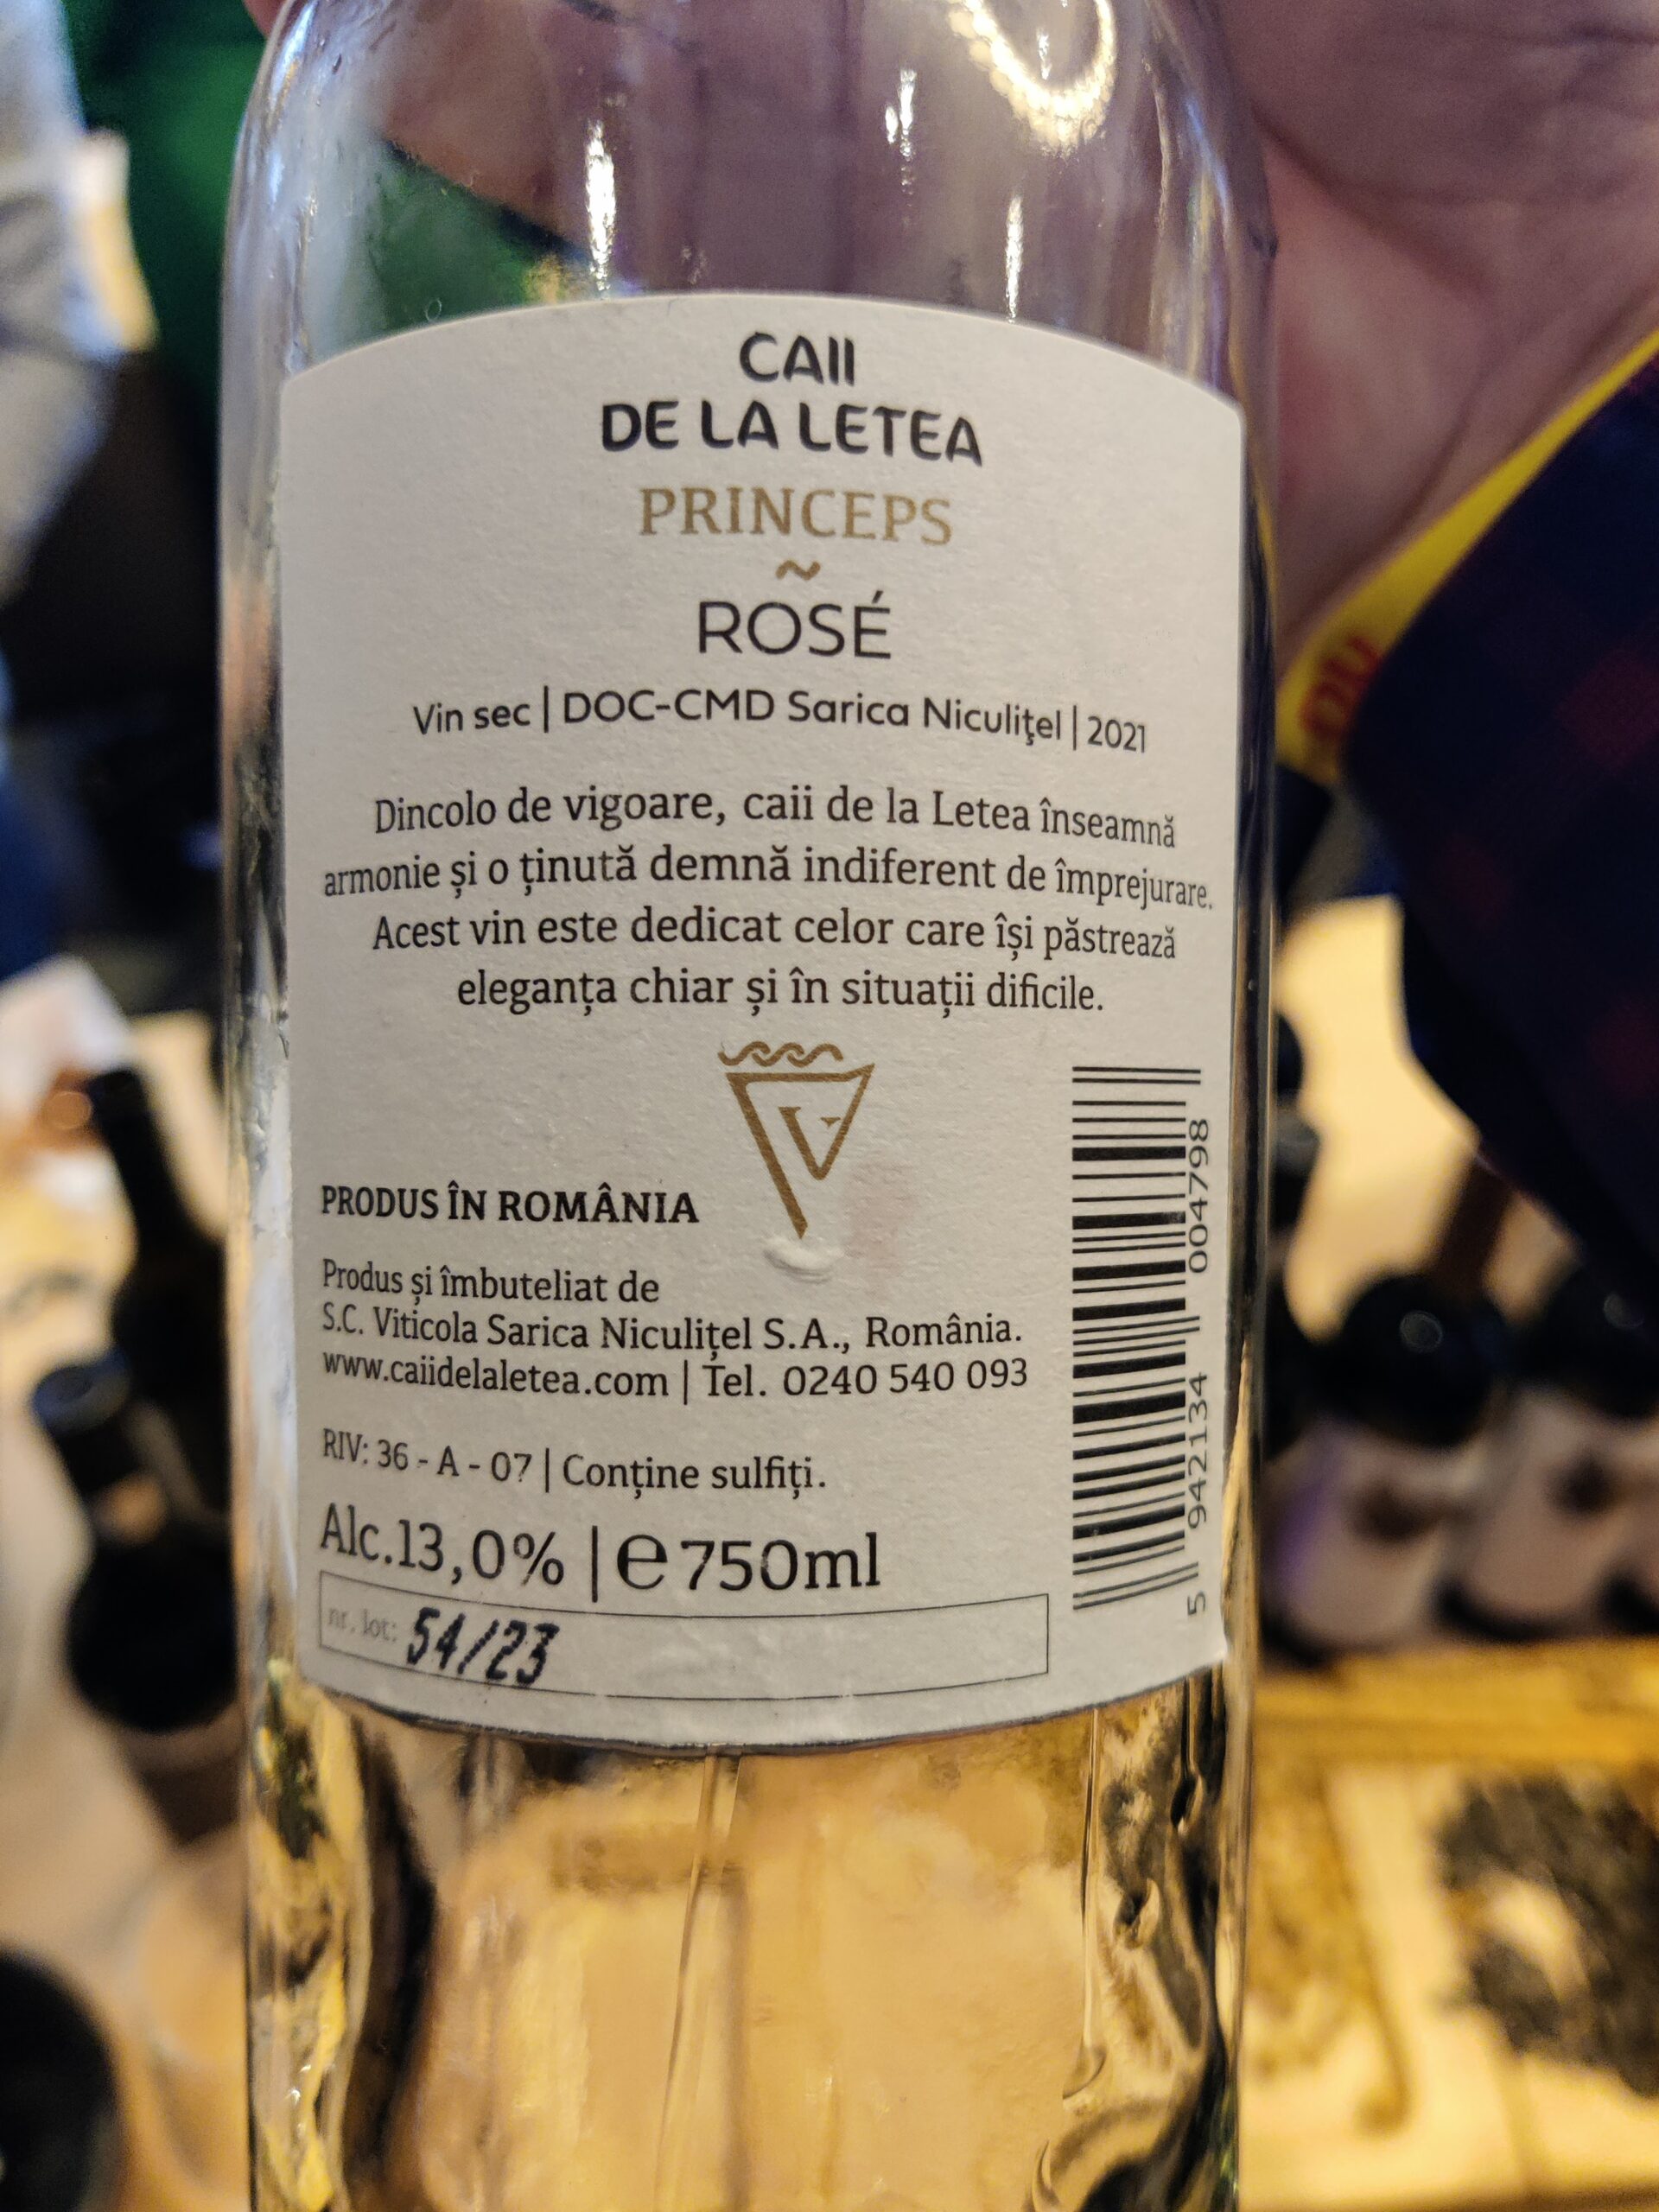 CAII
DE LA LETEA
PRINCEPS
~
ROSÉ
Vin sec | DOC-CMD Sarica Niculiţel | 2021
Dincolo de vigoare, caii de la Letea înseamnă
armonie și o ținută demnă indiferent de împrejurare.
Acest vin este dedicat celor care își păstrează
eleganța chiar și în situații dificile.
V
PRODUS ÎN ROMÂNIA
Produs și îmbuteliat de
S.C. Viticola Sarica Niculițel S.A., România.
www.caiidelaletea.com | Tel. 0240 540 093
RIV: 36 - A - 07 | Conține sulfiți.
Alc.13,0% | e 750ml
nr. lot: 54/23
5 942134 004798